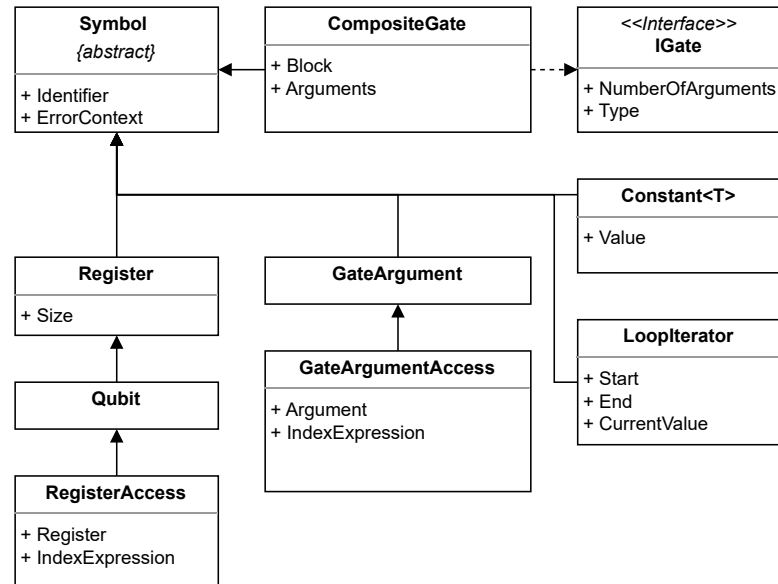 Symbol
{abstract}
+ Identifier
+ ErrorContext
CompositeGate
+ Block
+ Arguments
<<Interface>>
IGate
+ NumberOfArguments
+ Type
Constant<T>
+ Value
Register
+ Size
GateArgument
LoopIterator
+ Start
+ End
+ CurrentValue
GateArgumentAccess
+ Argument
+ IndexExpression
Qubit
RegisterAccess
+ Register
+ IndexExpression